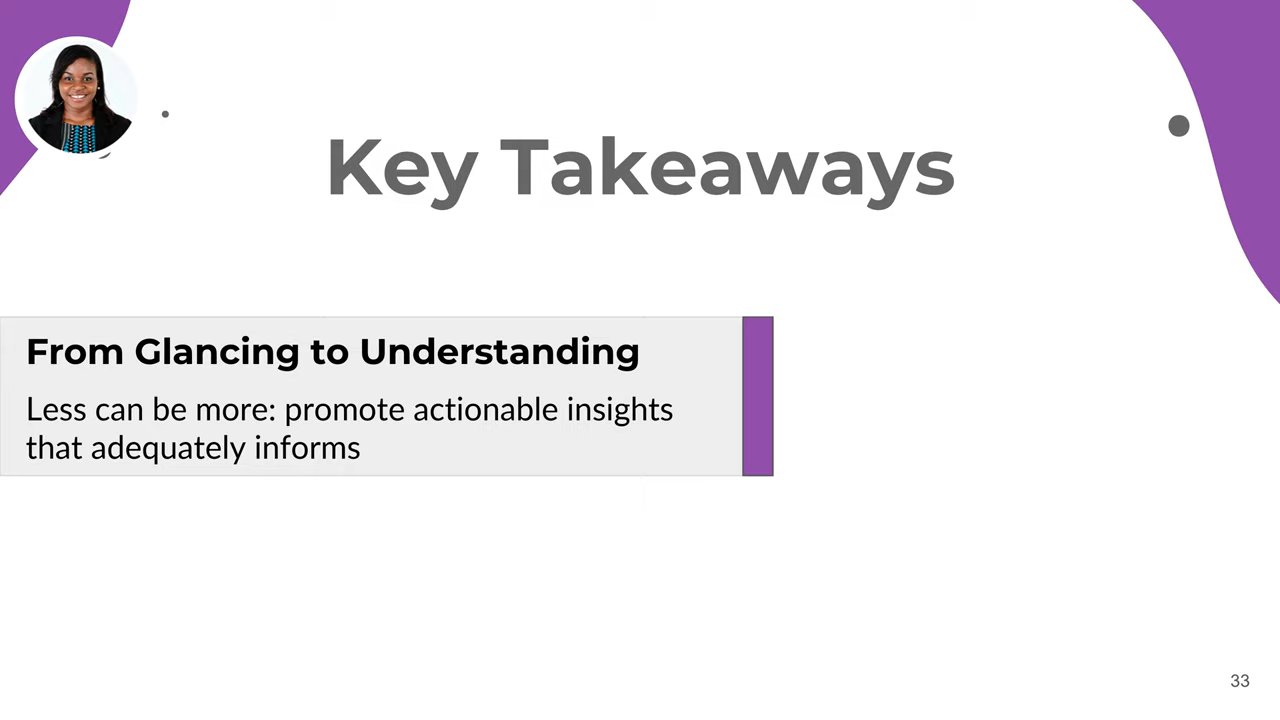 Key Takeaways
From Glancing to Understanding
Less can be more: promote actionable insights
that adequately informs
33